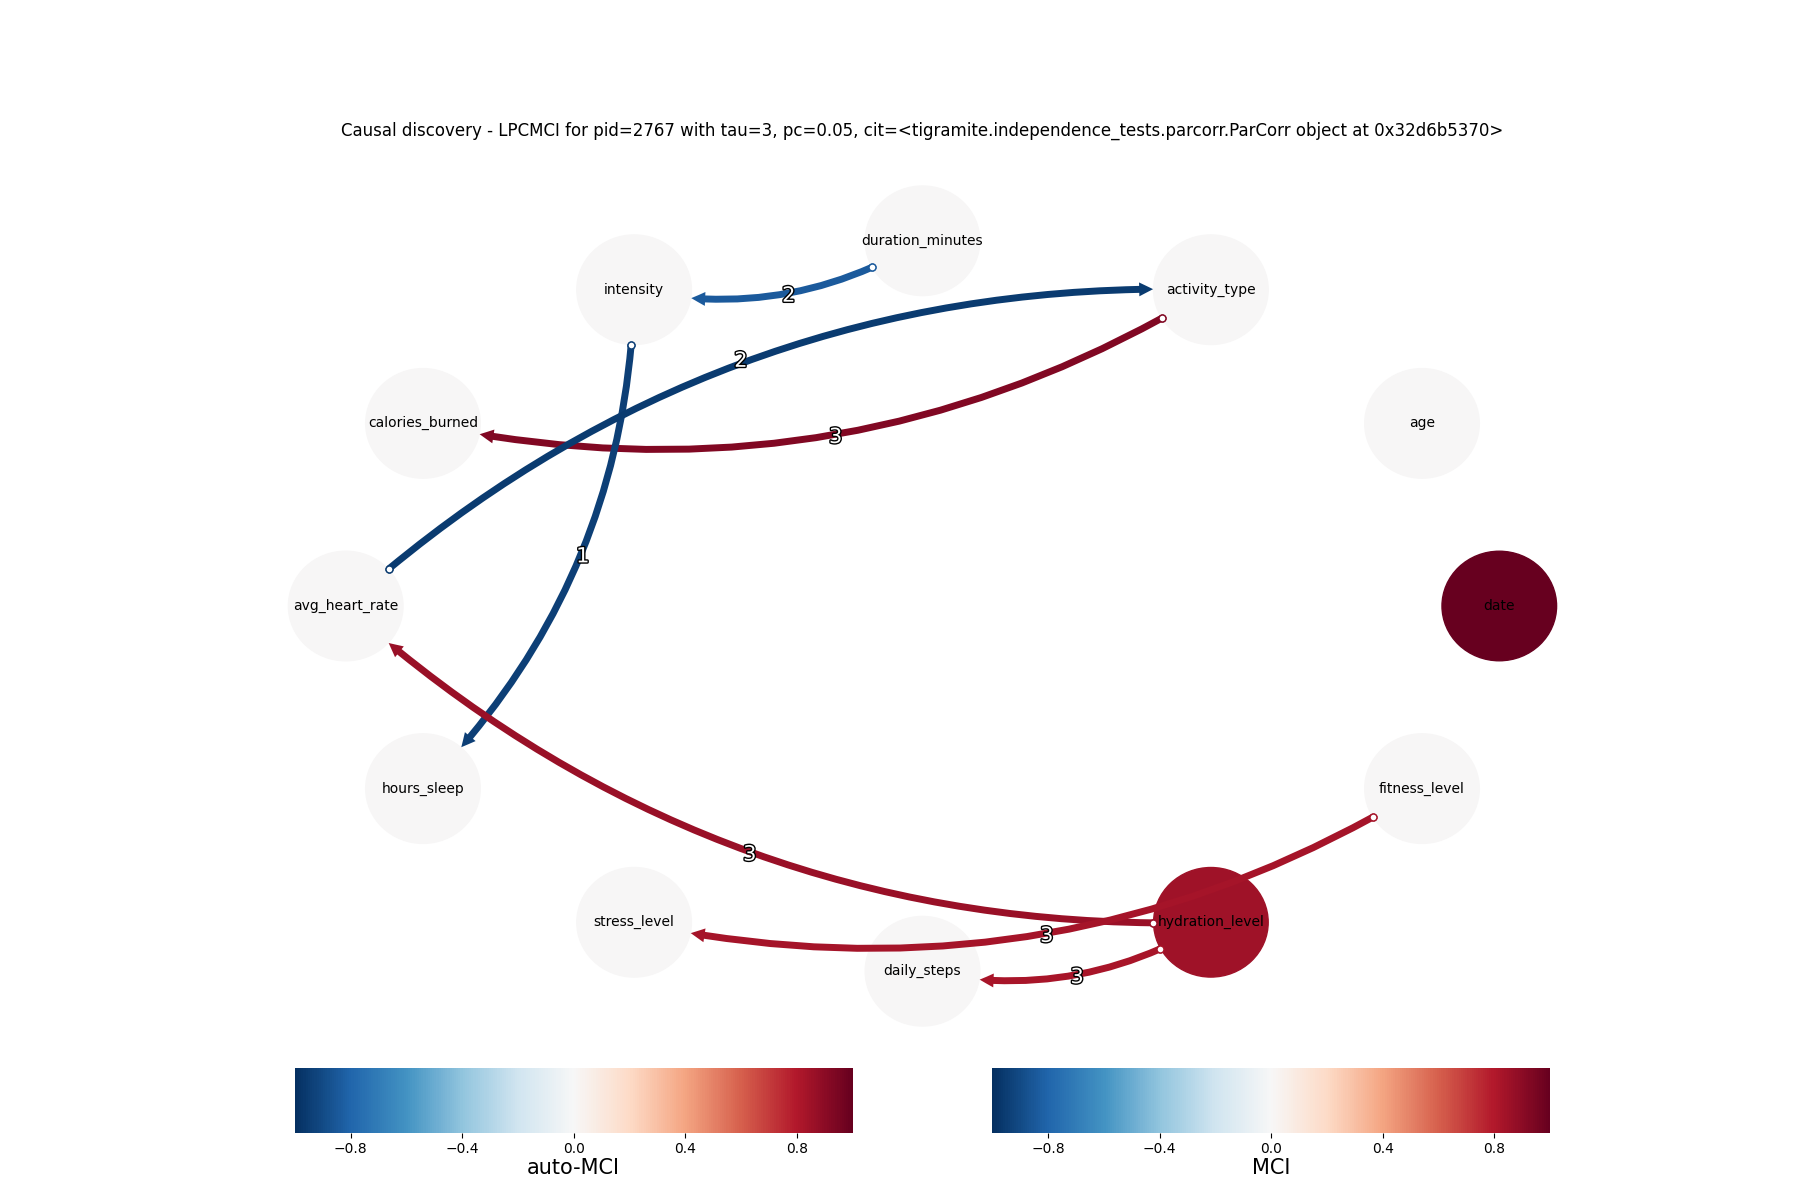 Causal discovery - LPCMCI for pid=2767 with tau=3, pc=0.05, cit=<tigramite.independence_tests.parcorr.ParCorr object at 0x32d6b5370>
duration_minutes
intensity
activity_type
2
2
calories_burned
age
3
1
avg_heart_rate
date
hours_sleep
fitness_level
3
stress_level
hydration_level
3
daily_steps
3
−0.8 −0.4 0.0 0.4 0.8
auto-MCI
−0.8 −0.4 0.0 0.4 0.8
MCI